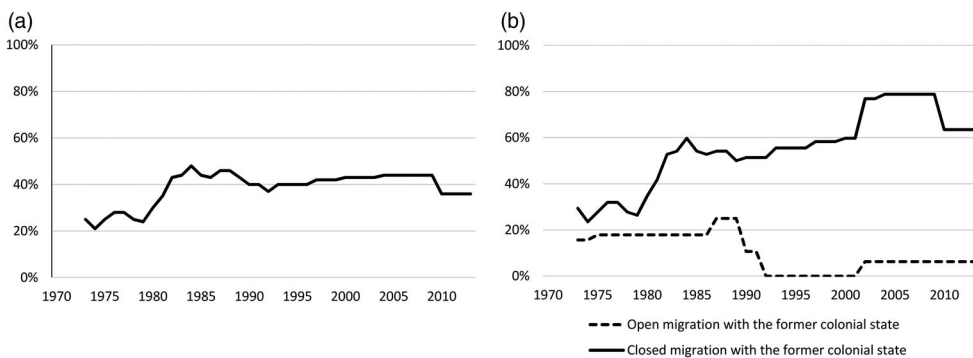 (a)
100%
80%
60%
40%
20%
0%
1970 1975 1980 1985 1990 1995 2000 2005 2010
(b)
100%
80%
60%
40%
20%
0%
1970 1975 1980 1985 1990 1995 2000 2005 2010
Open migration with the former colonial state
Closed migration with the former colonial state